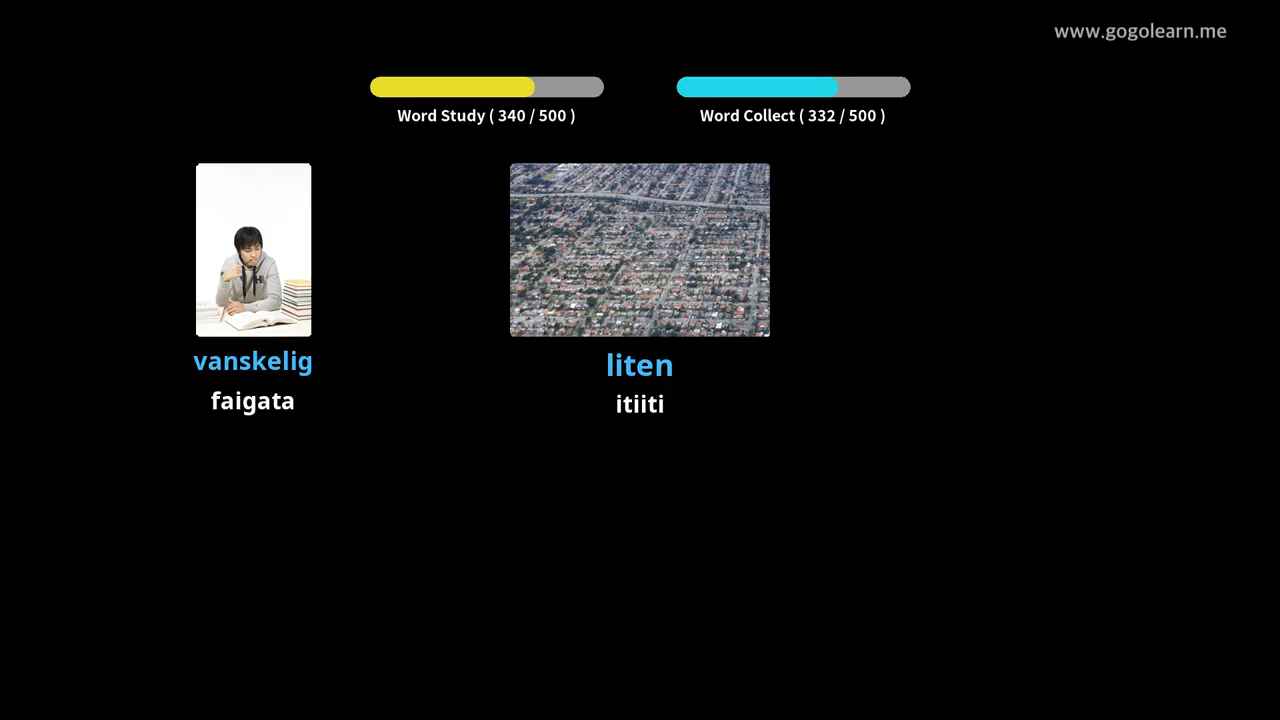 www.gogolearn.me
Word Study ( 340 / 500 )
Word Collect ( 332 / 500 )
vanskelig
faigata
liten
itiiti